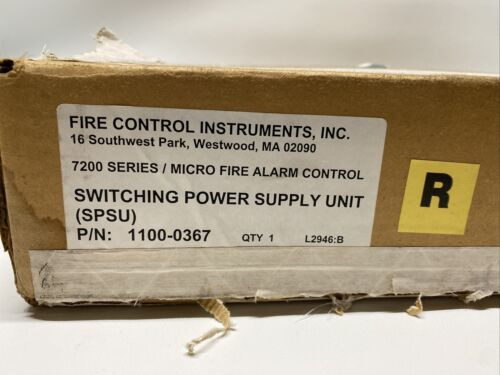 FIRE CONTROL INSTRUMENTS, INC.
16 Southwest Park, Westwood, MA 02090
7200 SERIES / MICRO FIRE ALARM CONTROL
SWITCHING POWER SUPPLY UNIT
(SPSU)
P/N: 1100-0367 QTY 1 L2946:B
R